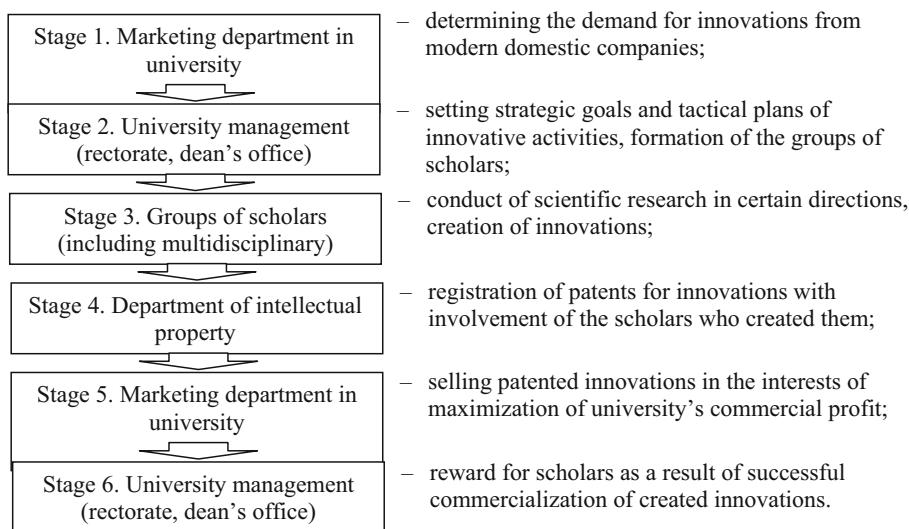 Stage 1. Marketing department in
university
– determining the demand for innovations from
modern domestic companies;
Stage 2. University management
(rectorate, dean’s office)
– setting strategic goals and tactical plans of
innovative activities, formation of the groups of
scholars;
Stage 3. Groups of scholars
(including multidisciplinary)
– conduct of scientific research in certain directions,
creation of innovations;
Stage 4. Department of intellectual
property
– registration of patents for innovations with
involvement of the scholars who created them;
Stage 5. Marketing department in
university
– selling patented innovations in the interests of
maximization of university’s commercial profit;
Stage 6. University management
(rectorate, dean’s office)
– reward for scholars as a result of successful
commercialization of created innovations.